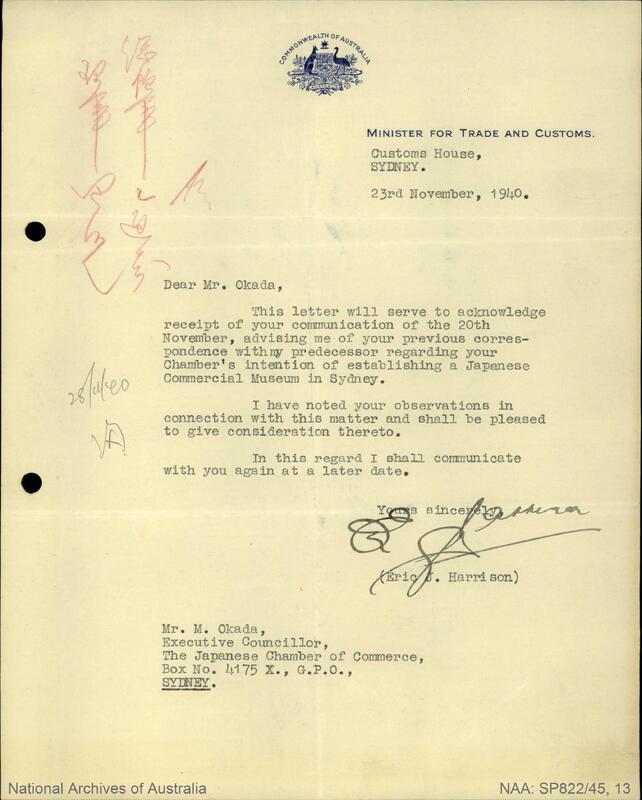 COMMONWEALTH OF AUSTRALIA
MINISTER FOR TRADE AND CUSTOMS.
Customs House,
SYDNEY.
23rd November, 1940.
Dear Mr. Okada,
This letter will serve to acknowledge
receipt of your communication of the 20th
November, advising me of your previous corres-
pondence with my predecessor regarding your
Chamber's intention of establishing a Japanese
Commercial Museum in Sydney.
I have noted your observations in
connection with this matter and shall be pleased
to give consideration thereto.
In this regard I shall communicate
with you again at a later date.
28/11/40
Yours sincerely,
(Eric J. Harrison)
Mr. M. Okada,
Executive Councillor,
The Japanese Chamber of Commerce,
Box No. 4175 X., G.P.O.,
SYDNEY.
National Archives of Australia
NAA: SP822/45, 13